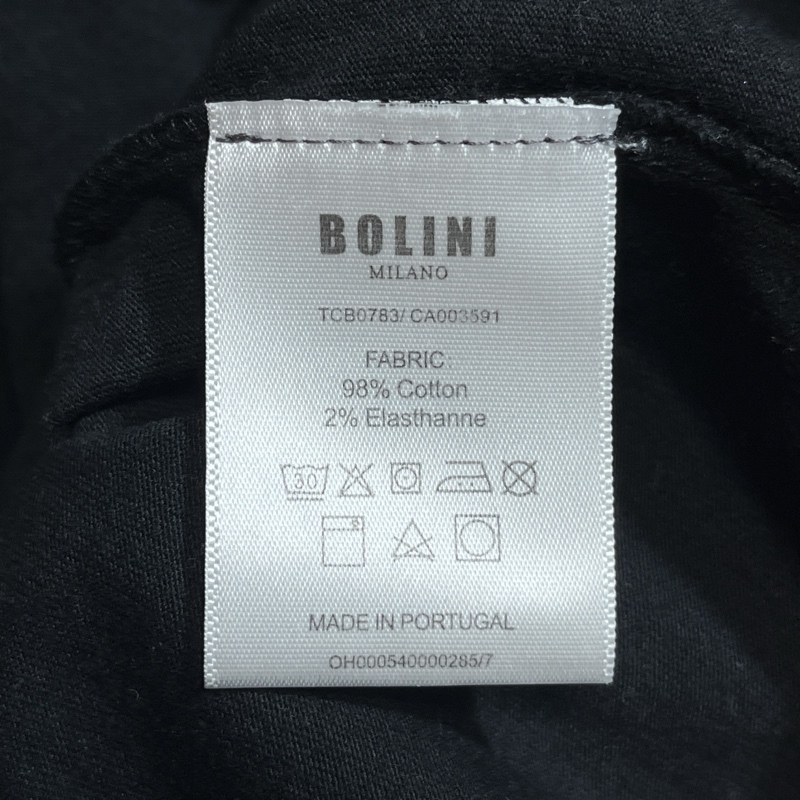 BOLINI
MILANO
TCB0783/ CA003591
FABRIC:
98% Cotton
2% Elasthanne
30
MADE IN PORTUGAL
OH000540000285/7